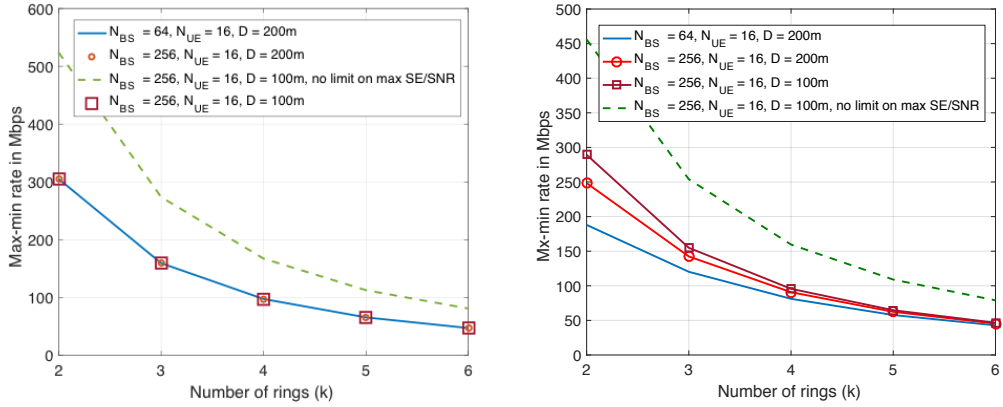 600
500
400
300
200
100
0
Max-min rate in Mbps
N_BS = 64, N_UE = 16, D = 200m
N_BS = 256, N_UE = 16, D = 200m
N_BS = 256, N_UE = 16, D = 100m, no limit on max SE/SNR
N_BS = 256, N_UE = 16, D = 100m
2 3 4 5 6
Number of rings (k)
500
450
400
350
300
250
200
150
100
50
0
Mx-min rate in Mbps
N_BS = 64, N_UE = 16, D = 200m
N_BS = 256, N_UE = 16, D = 200m
N_BS = 256, N_UE = 16, D = 100m
N_BS = 256, N_UE = 16, D = 100m, no limit on max SE/SNR
2 3 4 5 6
Number of rings (k)